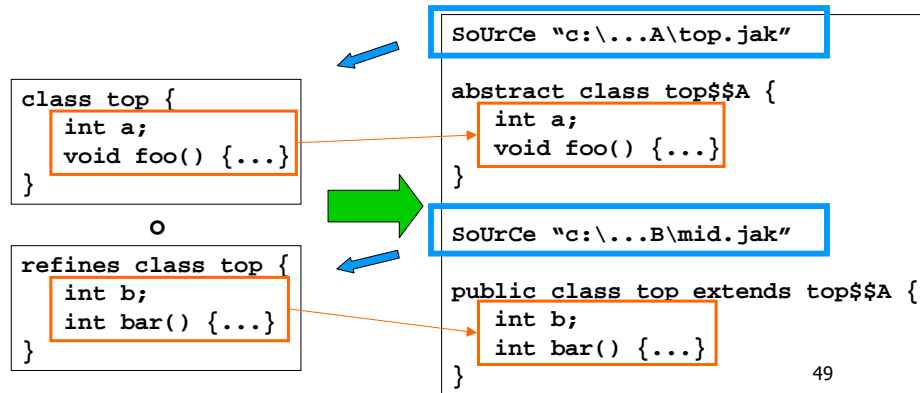 class top {
int a;
void foo() {...}
}
o
refines class top {
int b;
int bar() {...}
}
SoUrCe “c:\...A\top.jak”
abstract class top$$A {
int a;
void foo() {...}
}
SoUrCe “c:\...B\mid.jak”
public class top extends top$$A {
int b;
int bar() {...}
}
49